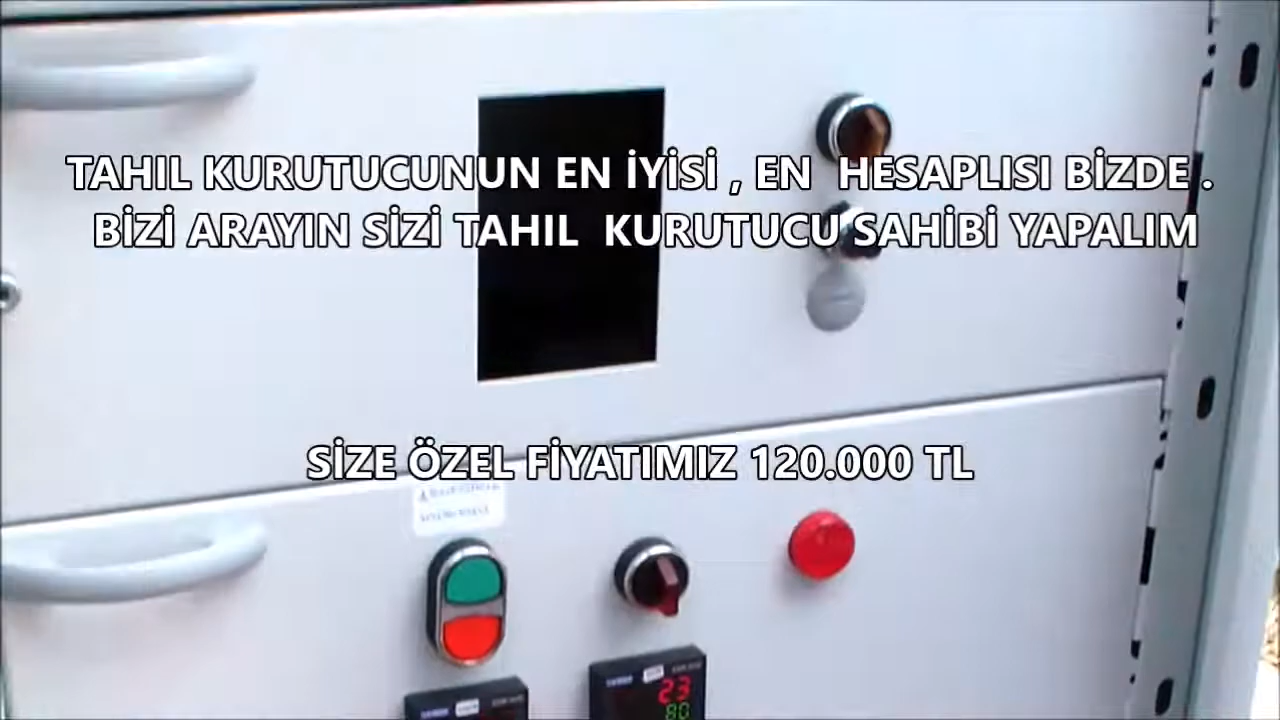 TAHIL KURUTUCUNUN EN İYİSİ , EN HESAPLISI BİZDE .
BİZİ ARAYIN SİZİ TAHIL KURUTUCU SAHİBİ YAPALIM
SİZE ÖZEL FİYATIMIZ 120.000 TL
23
80